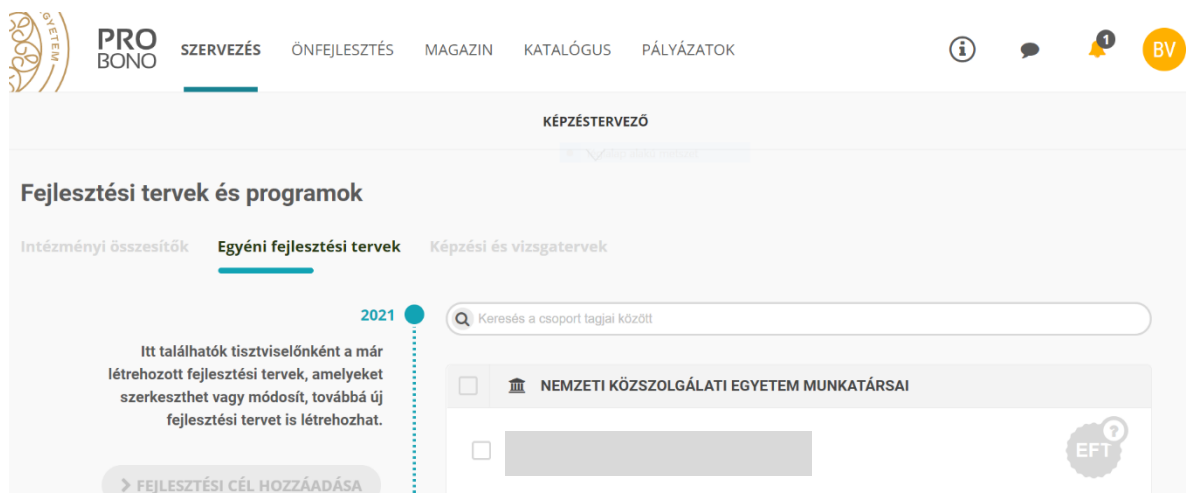 GYETEM
PRO
BONO
SZERVEZÉS
ÖNFEJLESZTÉS
MAGAZIN
KATALÓGUS
PÁLYÁZATOK
1
BV
KÉPZÉSTERVEZŐ
Fejlesztési tervek és programok
Intézményi összesítők
Egyéni fejlesztési tervek
Képzési és vizsgatervek
2021
Itt találhatók tisztviselőnként a már
létrehozott fejlesztési tervek, amelyeket
szerkeszthet vagy módosít, továbbá új
fejlesztési tervet is létrehozhat.
FEJLESZTÉSI CÉL HOZZÁADÁSA
Keresés a csoport tagjai között
NEMZETI KÖZSZOLGÁLATI EGYETEM MUNKATÁRSAI
EFT
?